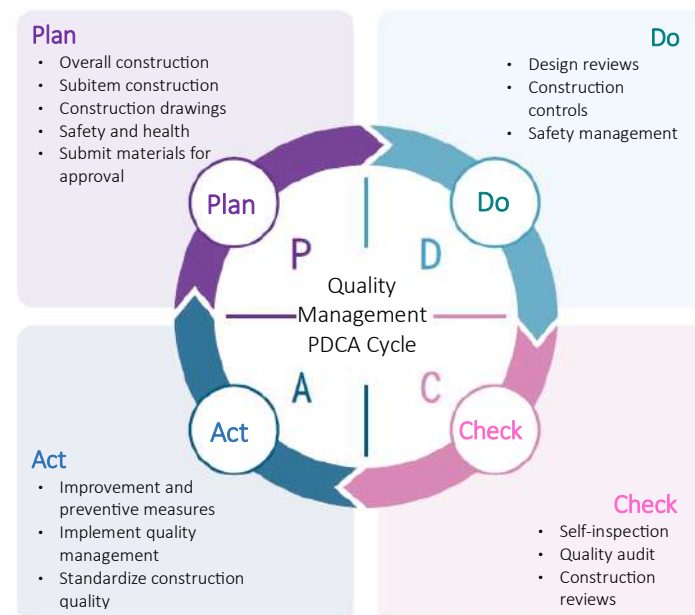 Plan
• Overall construction
• Subitem construction
• Construction drawings
• Safety and health
• Submit materials for
approval
Do
• Design reviews
• Construction
controls
• Safety management
Plan
Do
P
D
Quality
Management
PDCA Cycle
A
C
Act
Check
Act
• Improvement and
preventive measures
• Implement quality
management
• Standardize construction
quality
Check
• Self-inspection
• Quality audit
• Construction
reviews